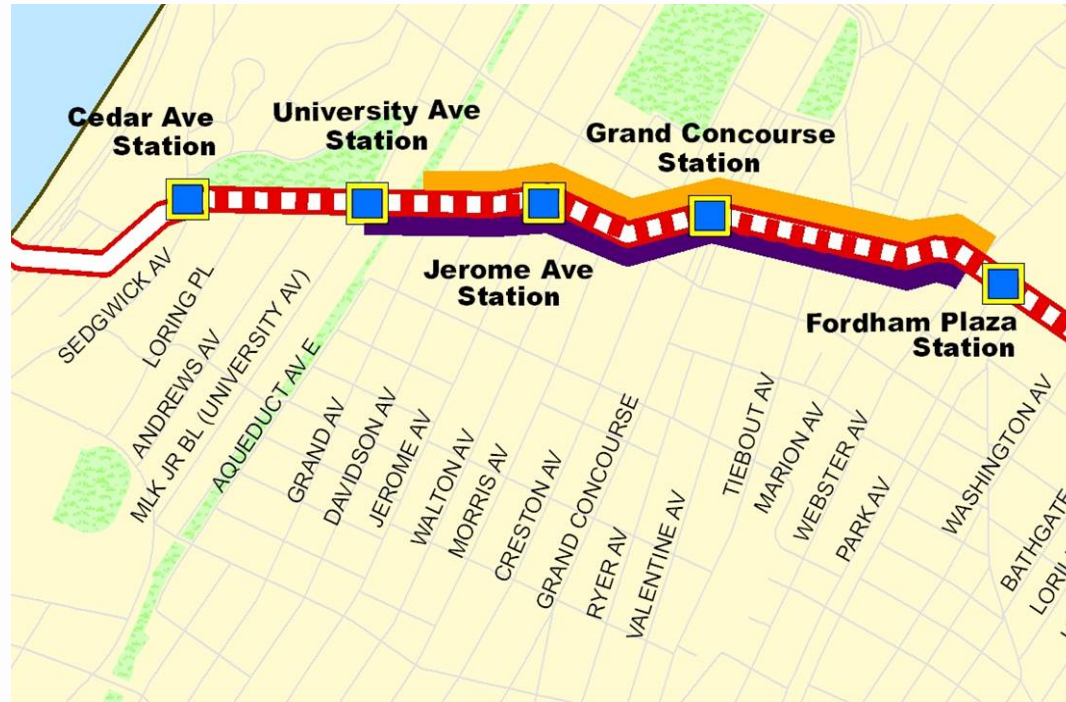 Cedar Ave
Station
University Ave
Station
Grand Concourse
Station
Jerome Ave
Station
Fordham Plaza
Station
SEDGWICK AV
LORING PL
ANDREWS AV
MLK JR BL (UNIVERSITY AV)
AQUEDUCT AV E
GRAND AV
DAVIDSON AV
JEROME AV
WALTON AV
MORRIS AV
CRESTON AV
GRAND CONCOURSE
RYER AV
VALENTINE AV
TIEBOUT AV
MARION AV
WEBSTER AV
PARK AV
WASHINGTON AV
BATHGATE